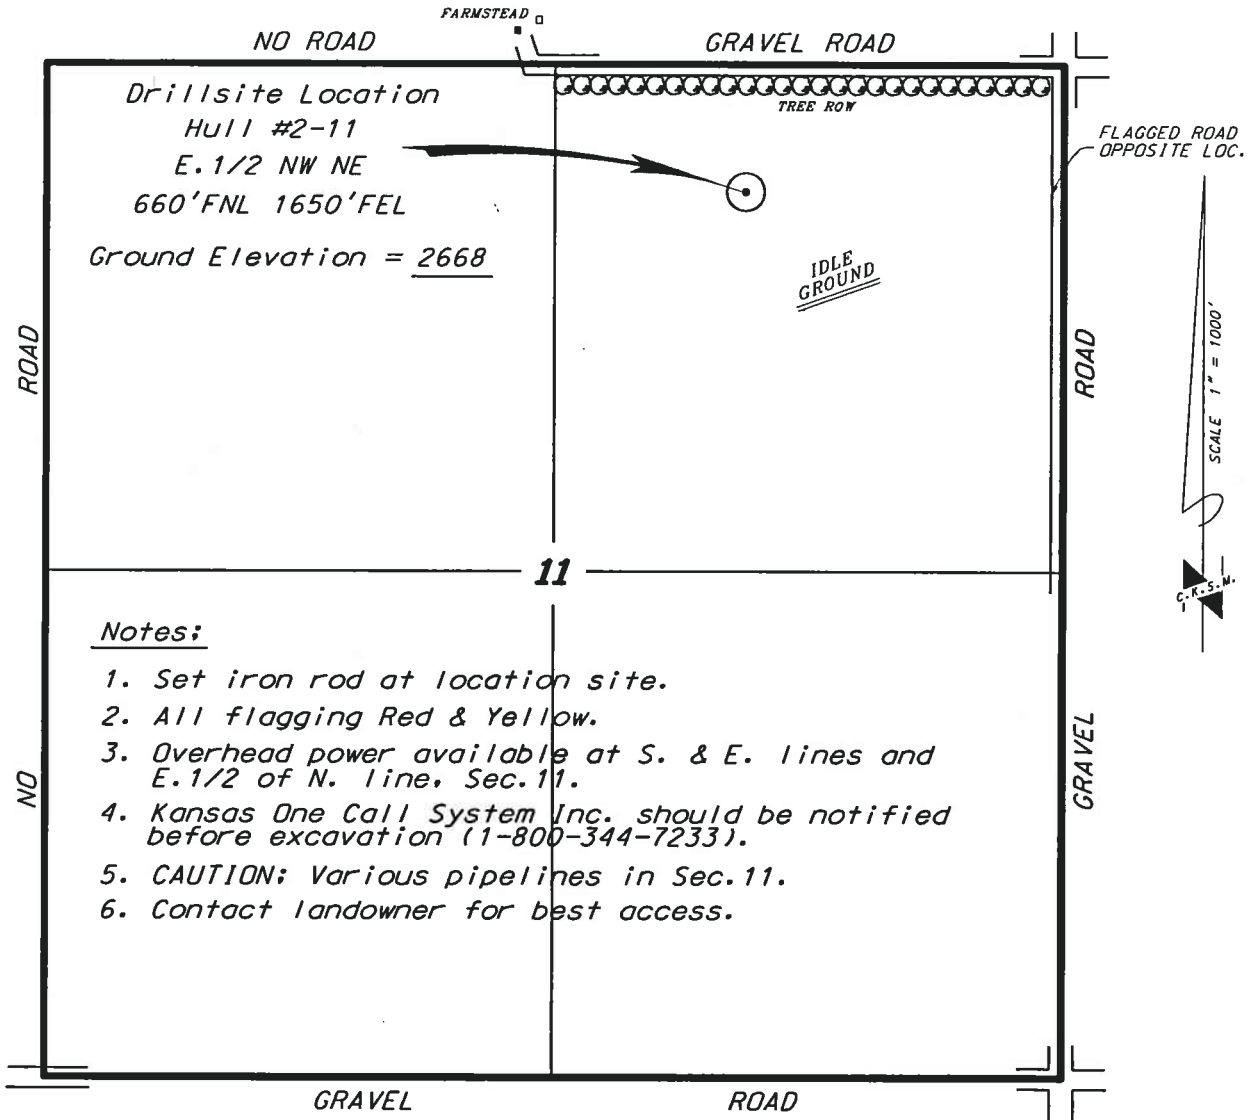 FARMSTEAD
NO ROAD
GRAVEL ROAD
Drillsite Location
Hull #2-11
E.1/2 NW NE
660'FNL 1650'FEL
Ground Elevation = 2668
TREE ROW
FLAGGED ROAD
OPPOSITE LOC.
IDLE
GROUND
ROAD
ROAD
SCALE 1" = 1000'
11
C.K.S.M.
Notes:
1. Set iron rod at location site.
2. All flagging Red & Yellow.
3. Overhead power available at S. & E. lines and
E.1/2 of N. line, Sec.11.
4. Kansas One Call System Inc. should be notified
before excavation (1-800-344-7233).
5. CAUTION: Various pipelines in Sec.11.
6. Contact landowner for best access.
NO
GRAVEL
GRAVEL
ROAD